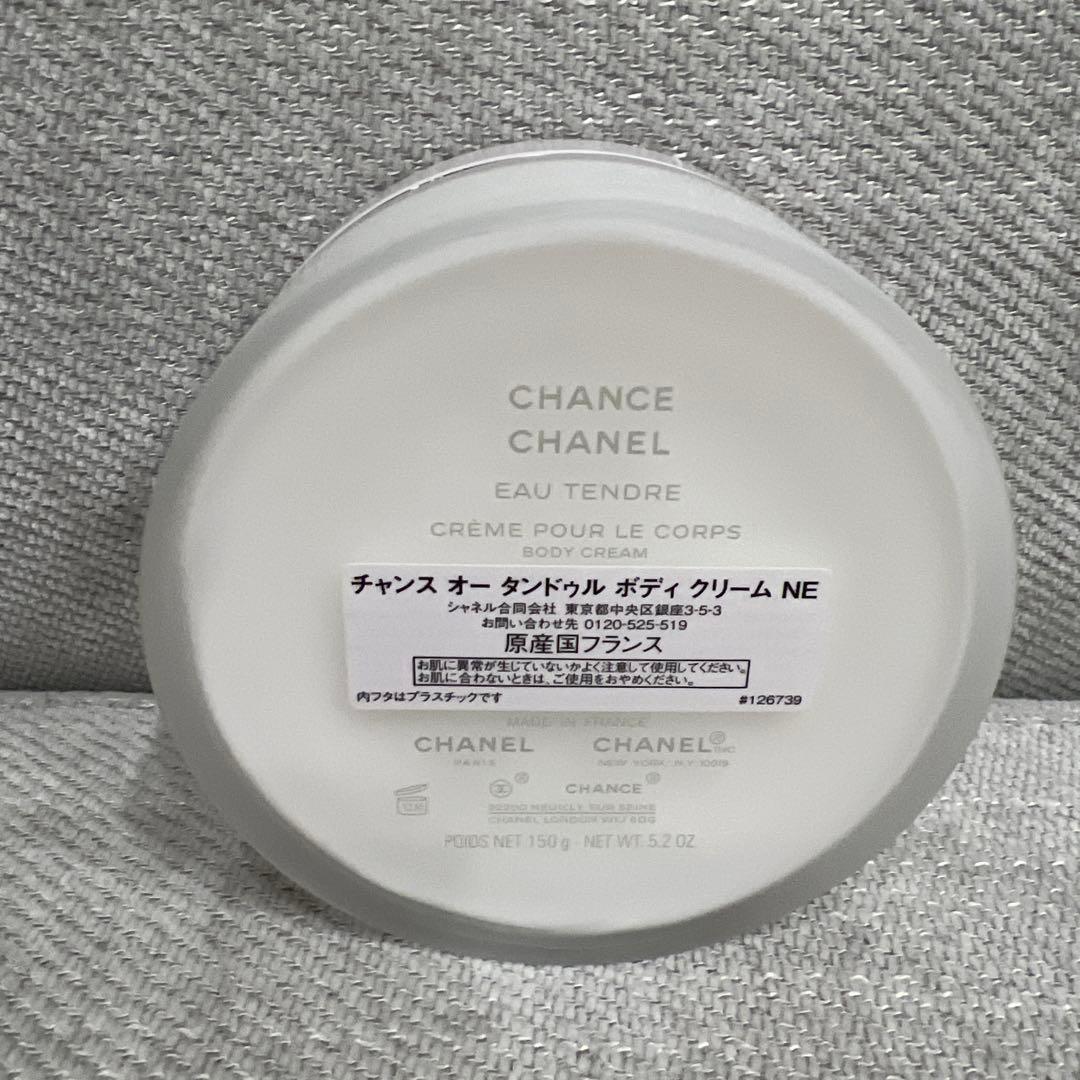 CHANCE
CHANEL
EAU TENDRE
CRÈME POUR LE CORPS
BODY CREAM
チャンス オー タンドゥル ボディ クリーム NE
シャネル合同会社 東京都中央区銀座3-5-3
お問い合わせ先 0120-525-519
原産国フランス
お肌に異常が生じていないかよく注意して使用してください。
お肌に合わないときは、ご使用をおやめください。
内フタはプラスチックです #126739
MADE IN FRANCE
CHANEL CHANEL®
PARIS NEW YORK, N.Y. 10019
® CHANCE®
92200 NEUILLY SUR SEINE
CHANEL LONDON W1J 6DG
POIDS NET 150 g - NET WT. 5.2 OZ